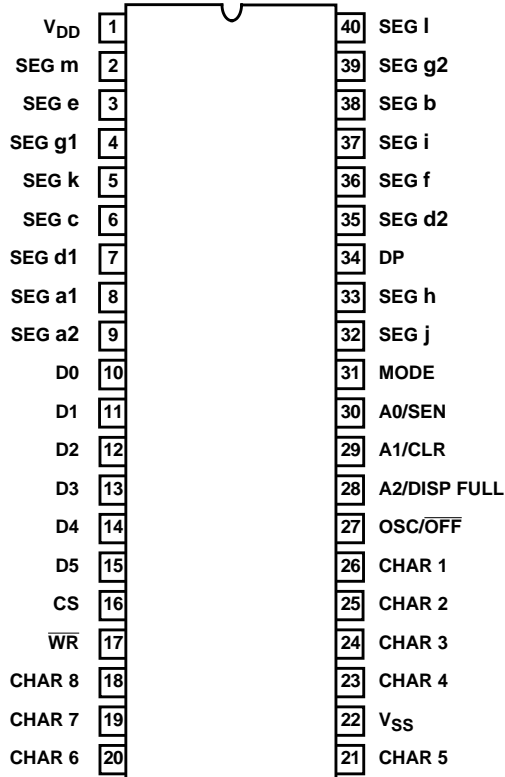 VDD 1 40 SEG l
SEG m 2 39 SEG g2
SEG e 3 38 SEG b
SEG g1 4 37 SEG i
SEG k 5 36 SEG f
SEG c 6 35 SEG d2
SEG d1 7 34 DP
SEG a1 8 33 SEG h
SEG a2 9 32 SEG j
D0 10 31 MODE
D1 11 30 A0/SEN
D2 12 29 A1/CLR
D3 13 28 A2/DISP FULL
D4 14 27 OSC/O̅F̅F̅
D5 15 26 CHAR 1
CS 16 25 CHAR 2
W̅R̅ 17 24 CHAR 3
CHAR 8 18 23 CHAR 4
CHAR 7 19 22 VSS
CHAR 6 20 21 CHAR 5